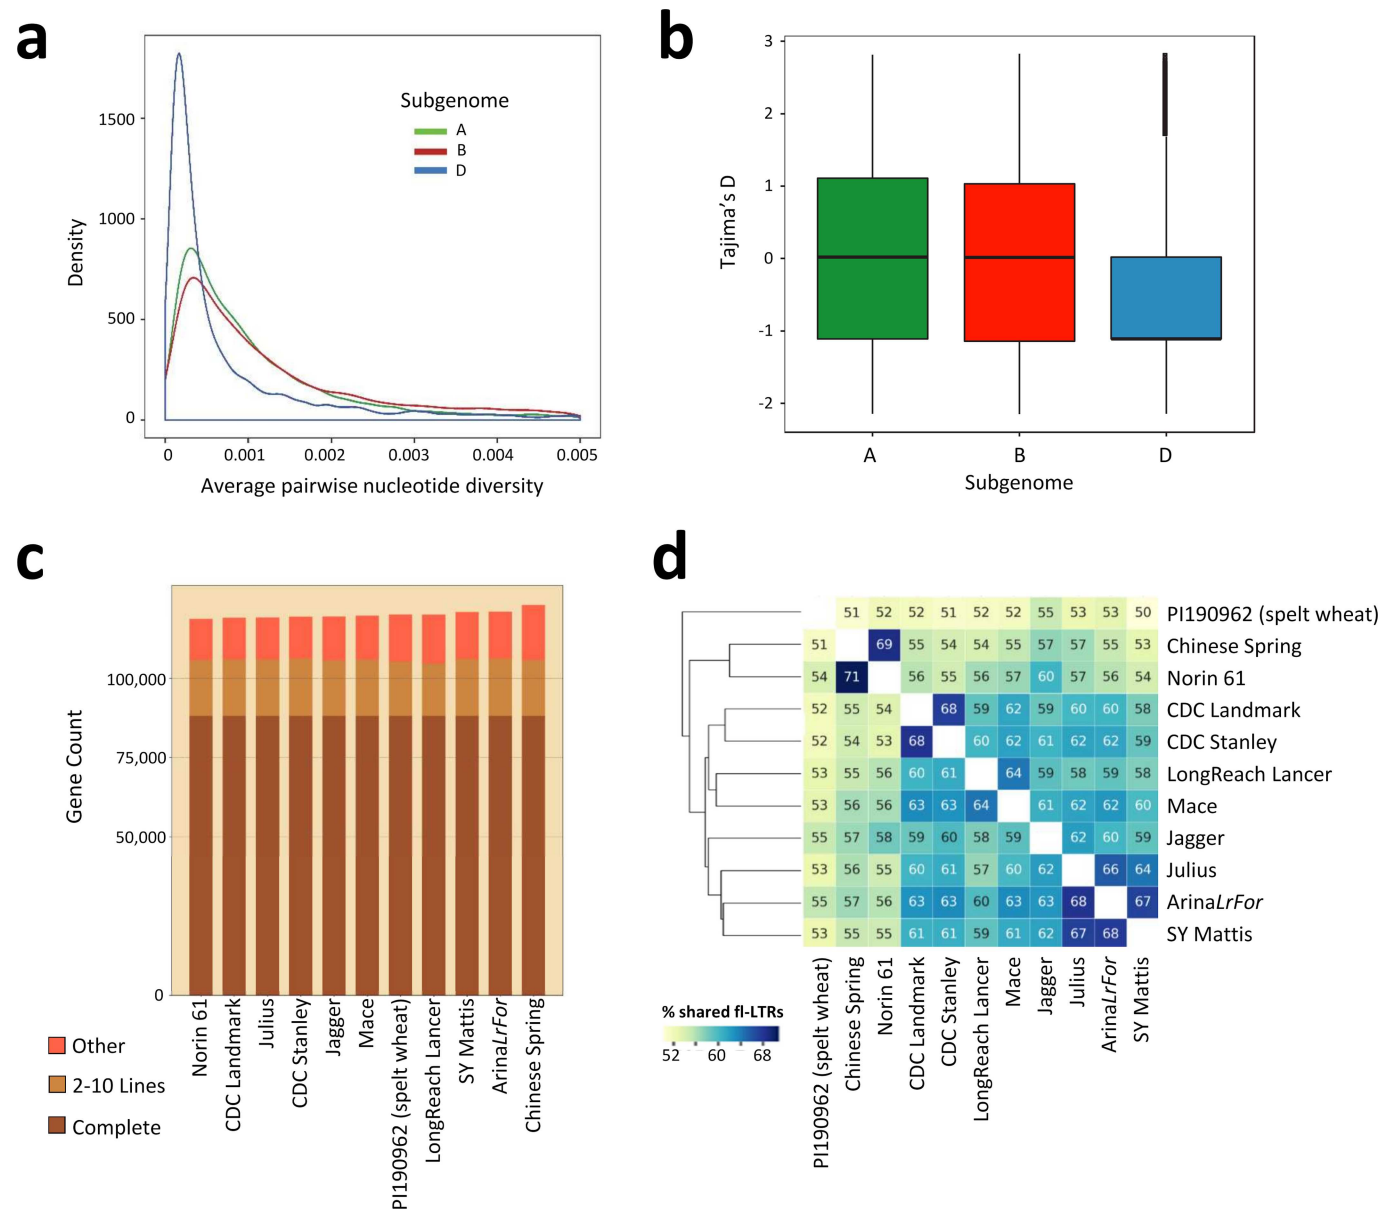 a
1500
1000
500
0
Density
Subgenome
A
B
D
0 0.001 0.002 0.003 0.004 0.005
Average pairwise nucleotide diversity
b
3
2
1
0
-1
-2
Tajima's D
A B D
Subgenome
c
100,000
75,000
50,000
0
Gene Count
Norin 61
CDC Landmark
Julius
CDC Stanley
Jagger
Mace
PI190962 (spelt wheat)
LongReach Lancer
SY Mattis
ArinaLrFor
Chinese Spring
Other
2-10 Lines
Complete
d
51 52 52 51 52 52 55 53 53 50 PI190962 (spelt wheat)
51 69 55 54 54 55 57 57 55 53 Chinese Spring
54 71 56 55 56 57 60 57 56 54 Norin 61
52 55 54 68 59 62 59 60 60 58 CDC Landmark
52 54 53 68 60 62 61 62 62 59 CDC Stanley
53 55 56 60 61 64 59 58 59 58 LongReach Lancer
53 56 56 63 63 64 61 62 62 60 Mace
55 57 58 59 60 58 59 62 60 59 Jagger
53 56 55 60 61 57 60 62 66 64 Julius
55 57 56 63 63 60 63 63 68 67 ArinaLrFor
53 55 55 61 61 59 61 62 67 68 SY Mattis
PI190962 (spelt wheat)
Chinese Spring
Norin 61
CDC Landmark
CDC Stanley
LongReach Lancer
Mace
Jagger
Julius
ArinaLrFor
SY Mattis
% shared fl-LTRs
52 60 68